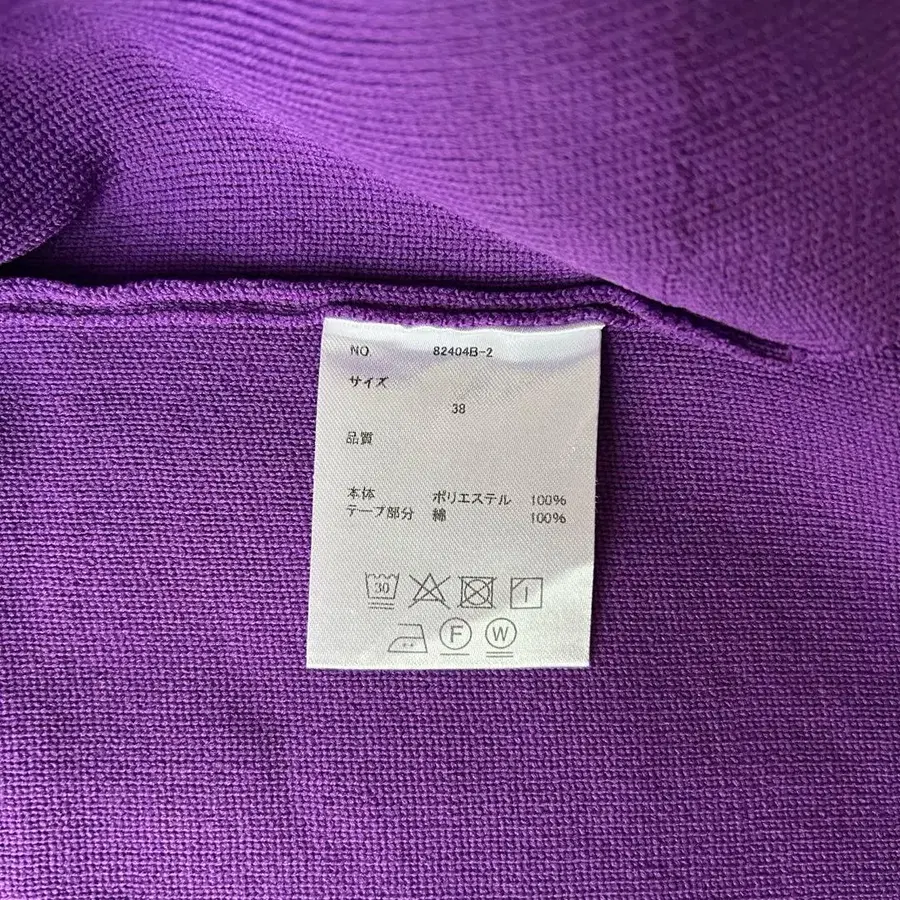 NO. 82404B-2
サイズ
38
品質
本体 ポリエステル 100%
テープ部分 綿 100%
30
F W